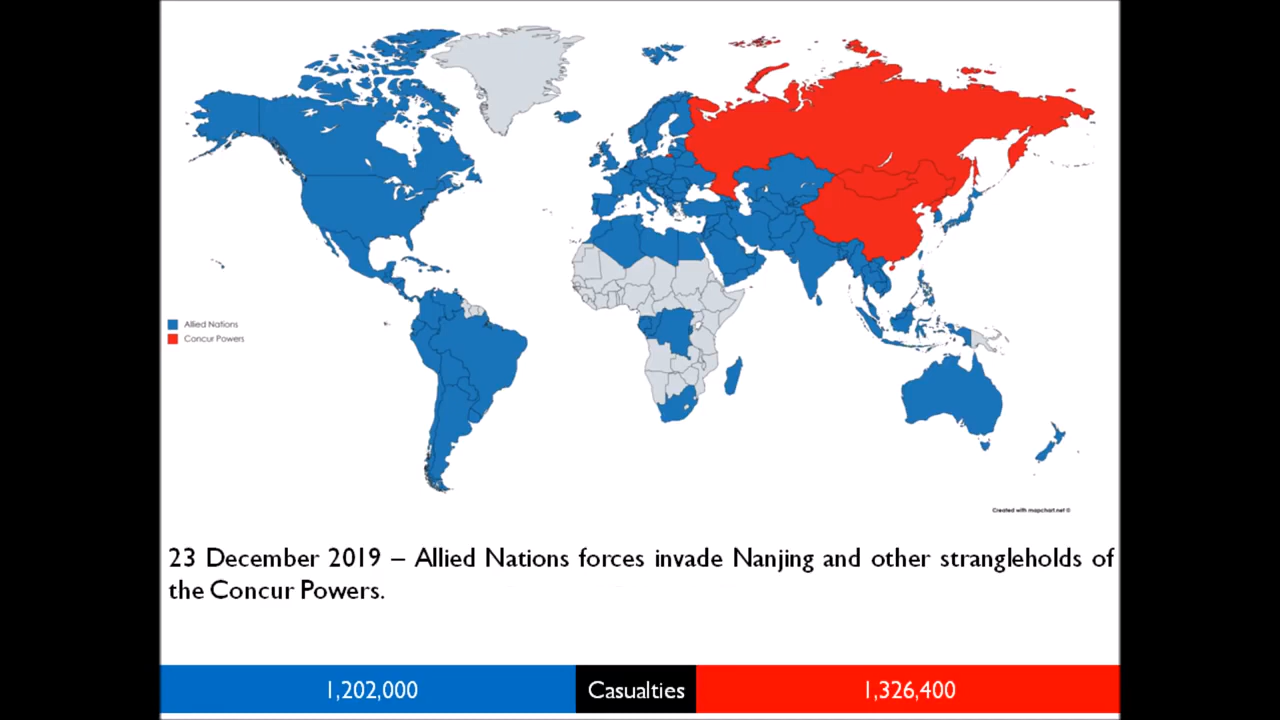 Allied Nations
Concur Powers
Created with mapchart.net ©
23 December 2019 – Allied Nations forces invade Nanjing and other strangleholds of
the Concur Powers.
1,202,000 Casualties 1,326,400